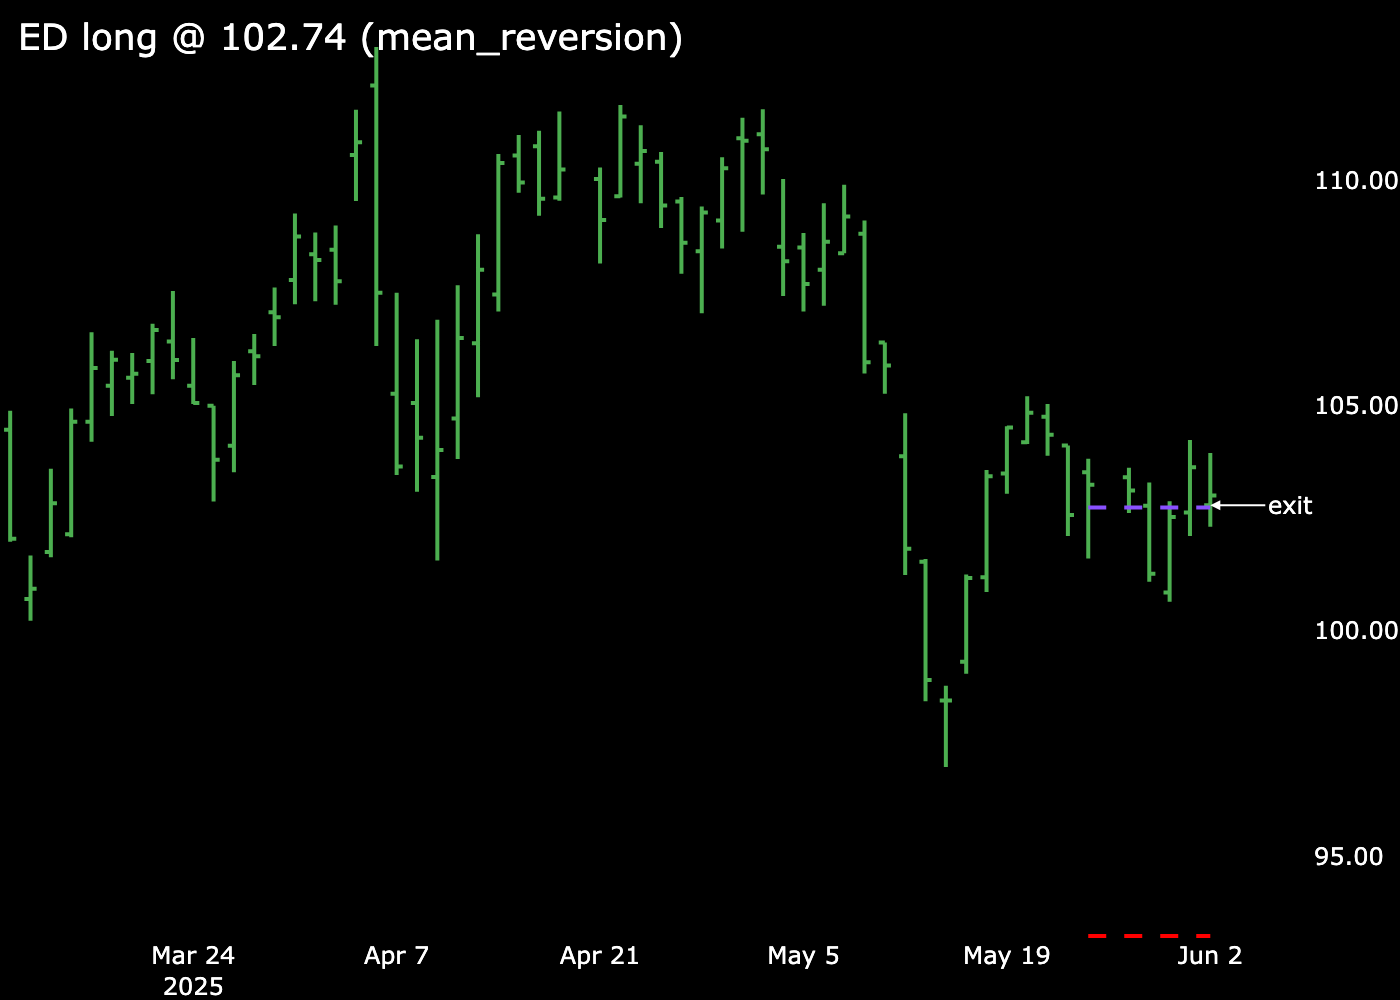 ED long @ 102.74 (mean_reversion)
110.00
105.00
exit
100.00
95.00
Mar 24
2025
Apr 7
Apr 21
May 5
May 19
Jun 2